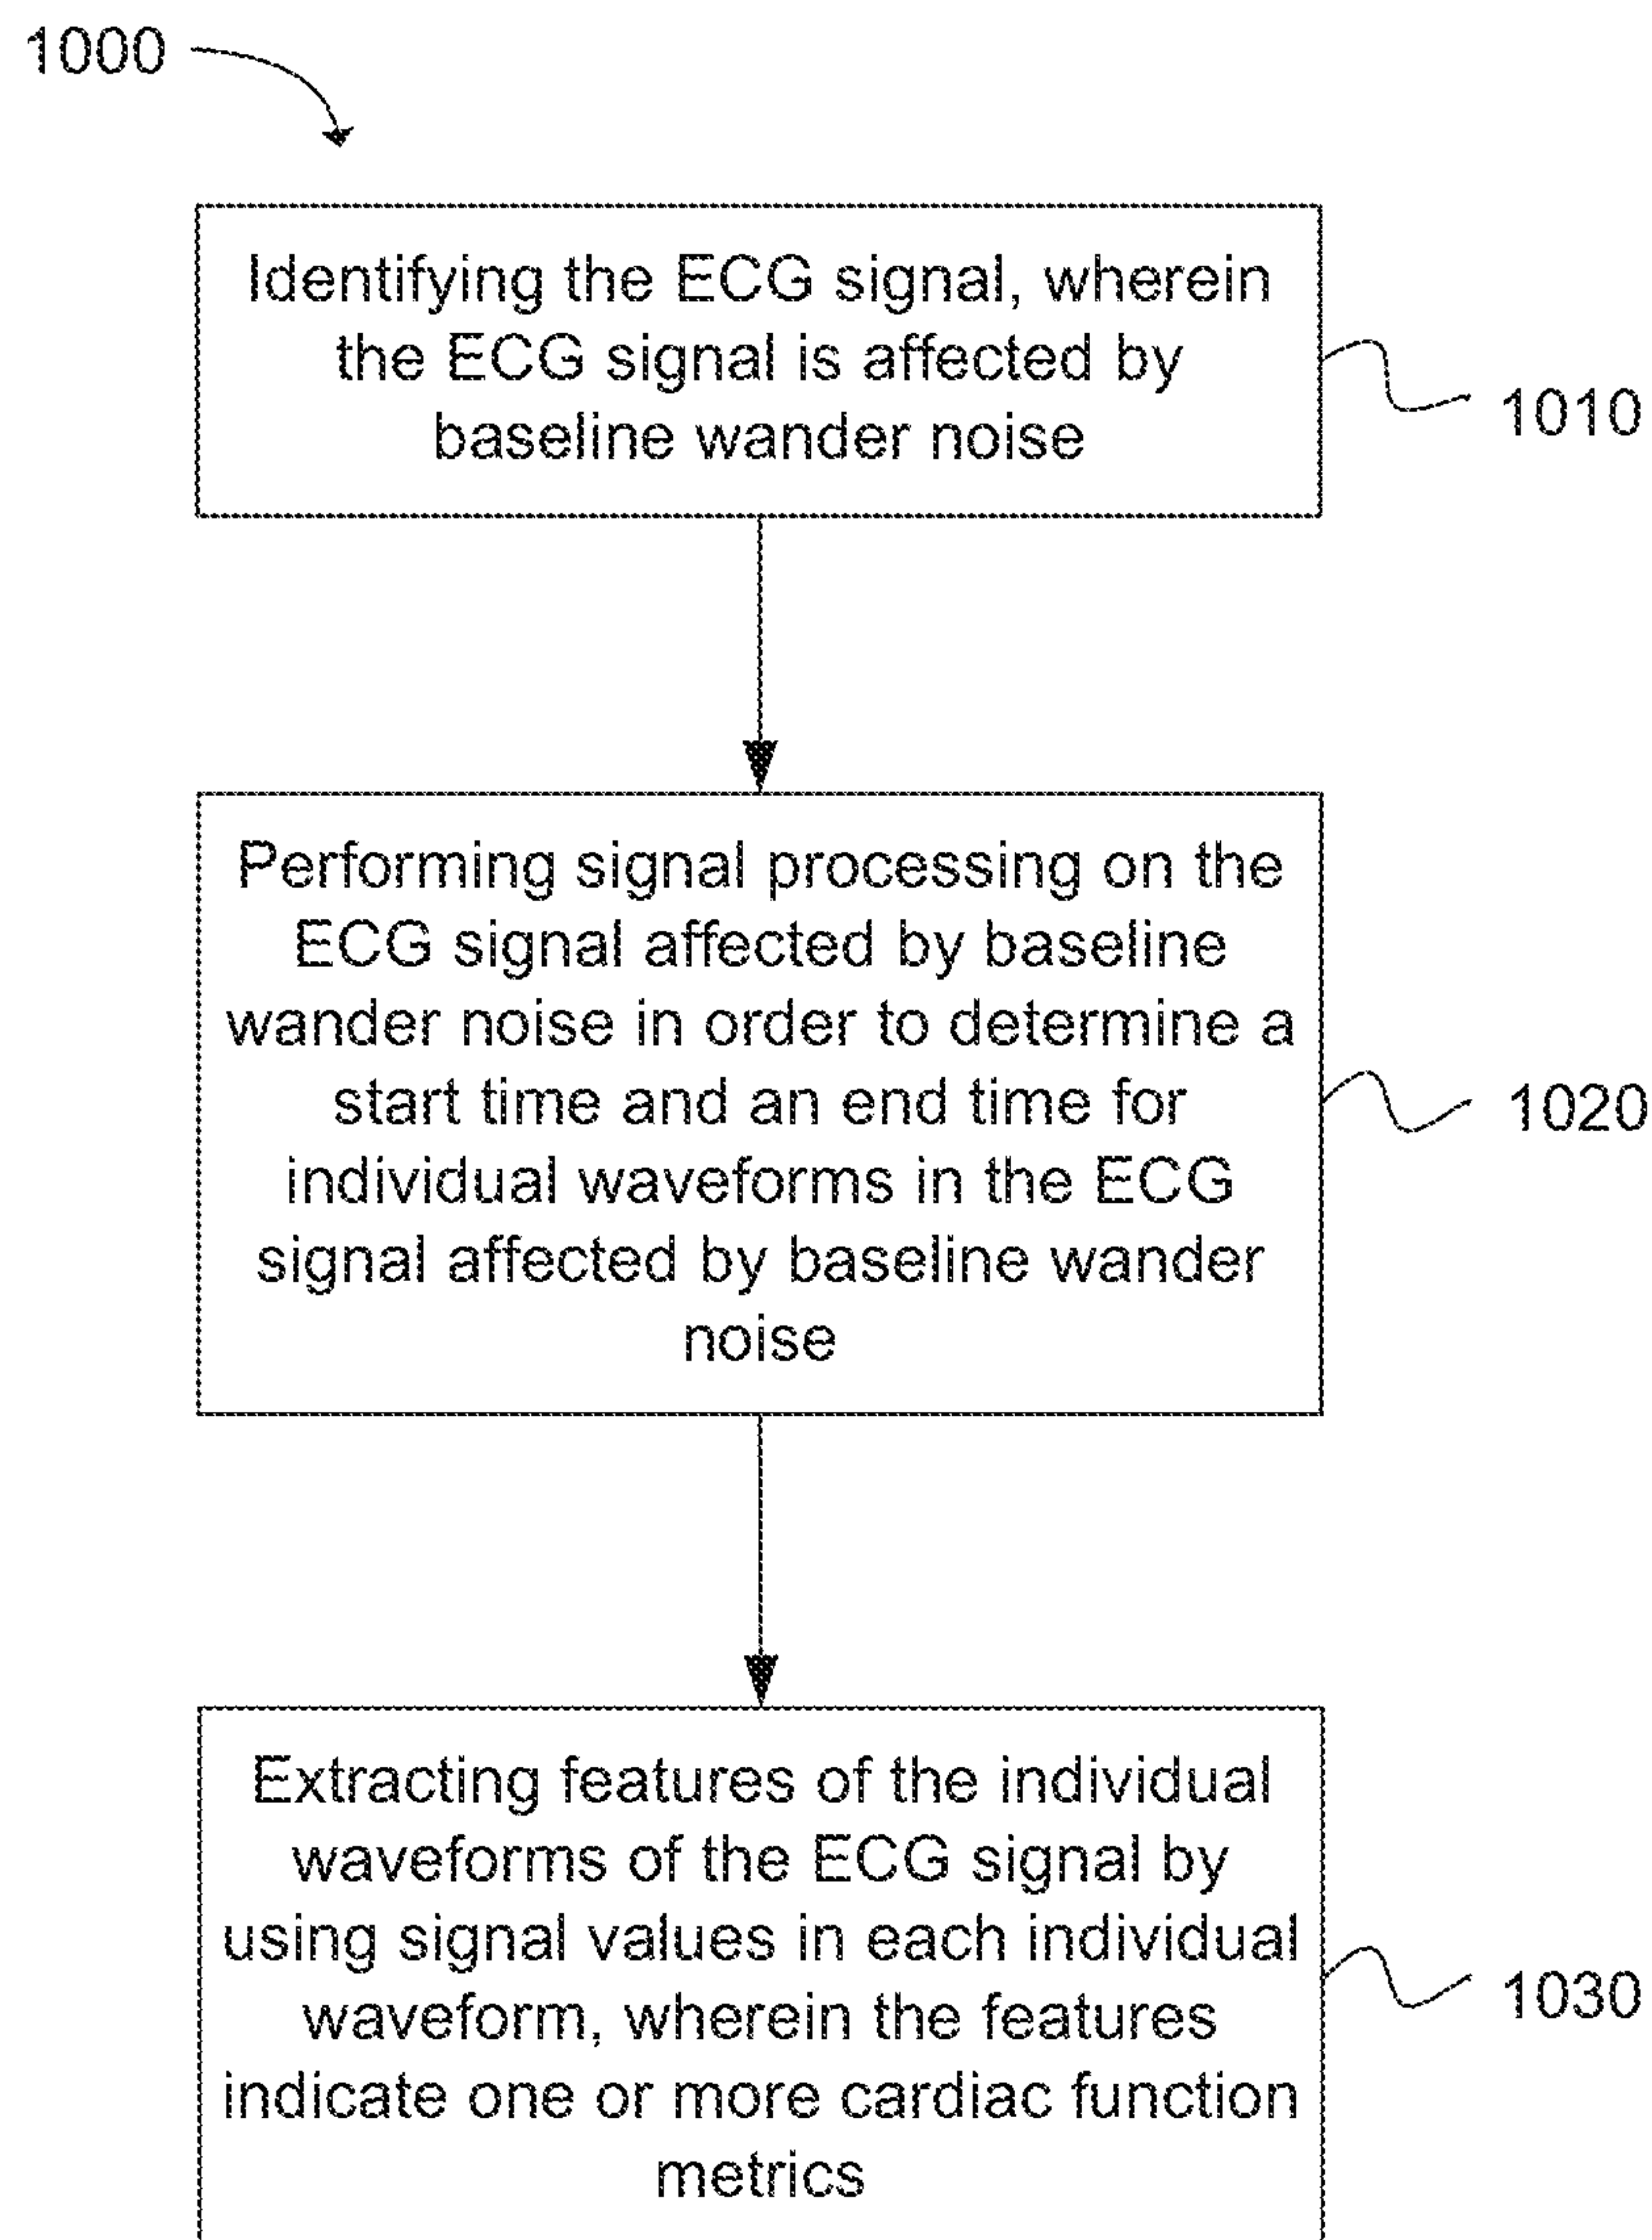 1000
Identifying the ECG signal, wherein
the ECG signal is affected by
baseline wander noise
1010
Performing signal processing on the
ECG signal affected by baseline
wander noise in order to determine a
start time and an end time for
individual waveforms in the ECG
signal affected by baseline wander
noise
1020
Extracting features of the individual
waveforms of the ECG signal by
using signal values in each individual
waveform, wherein the features
indicate one or more cardiac function
metrics
1030